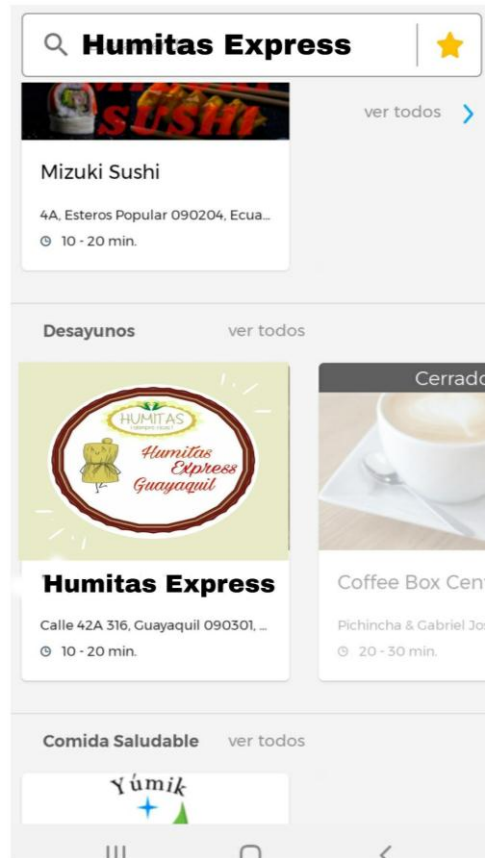 Humitas Express
SUSHI
ver todos
Mizuki Sushi
4A, Esteros Popular 090204, Ecua...
10 - 20 min.
Desayunos ver todos
Cerrado
HUMITAS
Humitas
Express
Guayaquil
Humitas Express
Coffee Box Cen
Calle 42A 316, Guayaquil 090301, ...
Pichincha & Gabriel Jos
10 - 20 min.
20 - 30 min.
Comida Saludable ver todos
Yúmik